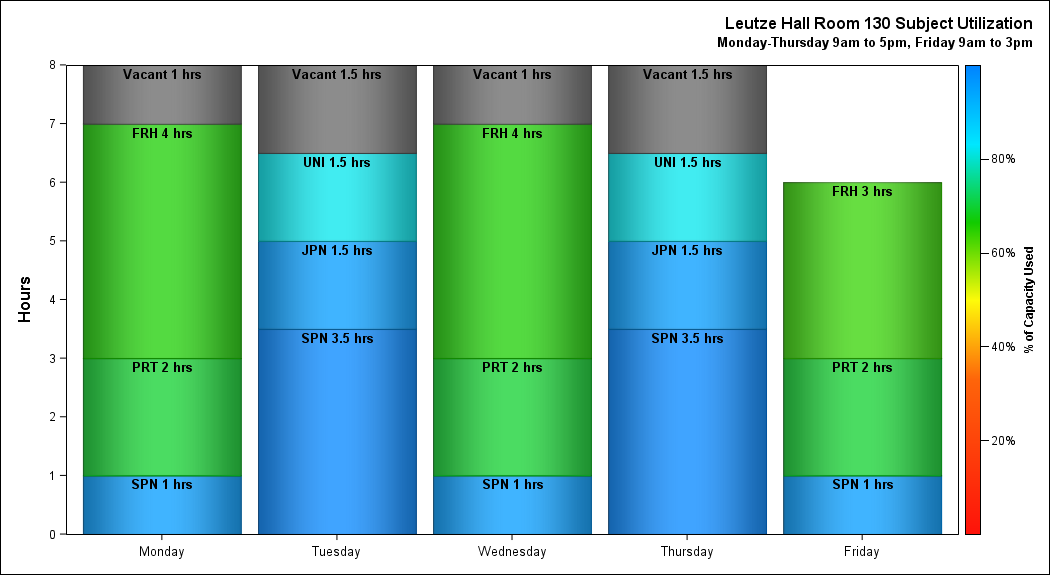 Leutze Hall Room 130 Subject Utilization
Monday-Thursday 9am to 5pm, Friday 9am to 3pm
Hours
8
7
6
5
4
3
2
1
0
Vacant 1 hrs
FRH 4 hrs
PRT 2 hrs
SPN 1 hrs
Vacant 1.5 hrs
UNI 1.5 hrs
JPN 1.5 hrs
SPN 3.5 hrs
Vacant 1 hrs
FRH 4 hrs
PRT 2 hrs
SPN 1 hrs
Vacant 1.5 hrs
UNI 1.5 hrs
JPN 1.5 hrs
SPN 3.5 hrs
FRH 3 hrs
PRT 2 hrs
SPN 1 hrs
Monday
Tuesday
Wednesday
Thursday
Friday
80%
60%
40%
20%
% of Capacity Used